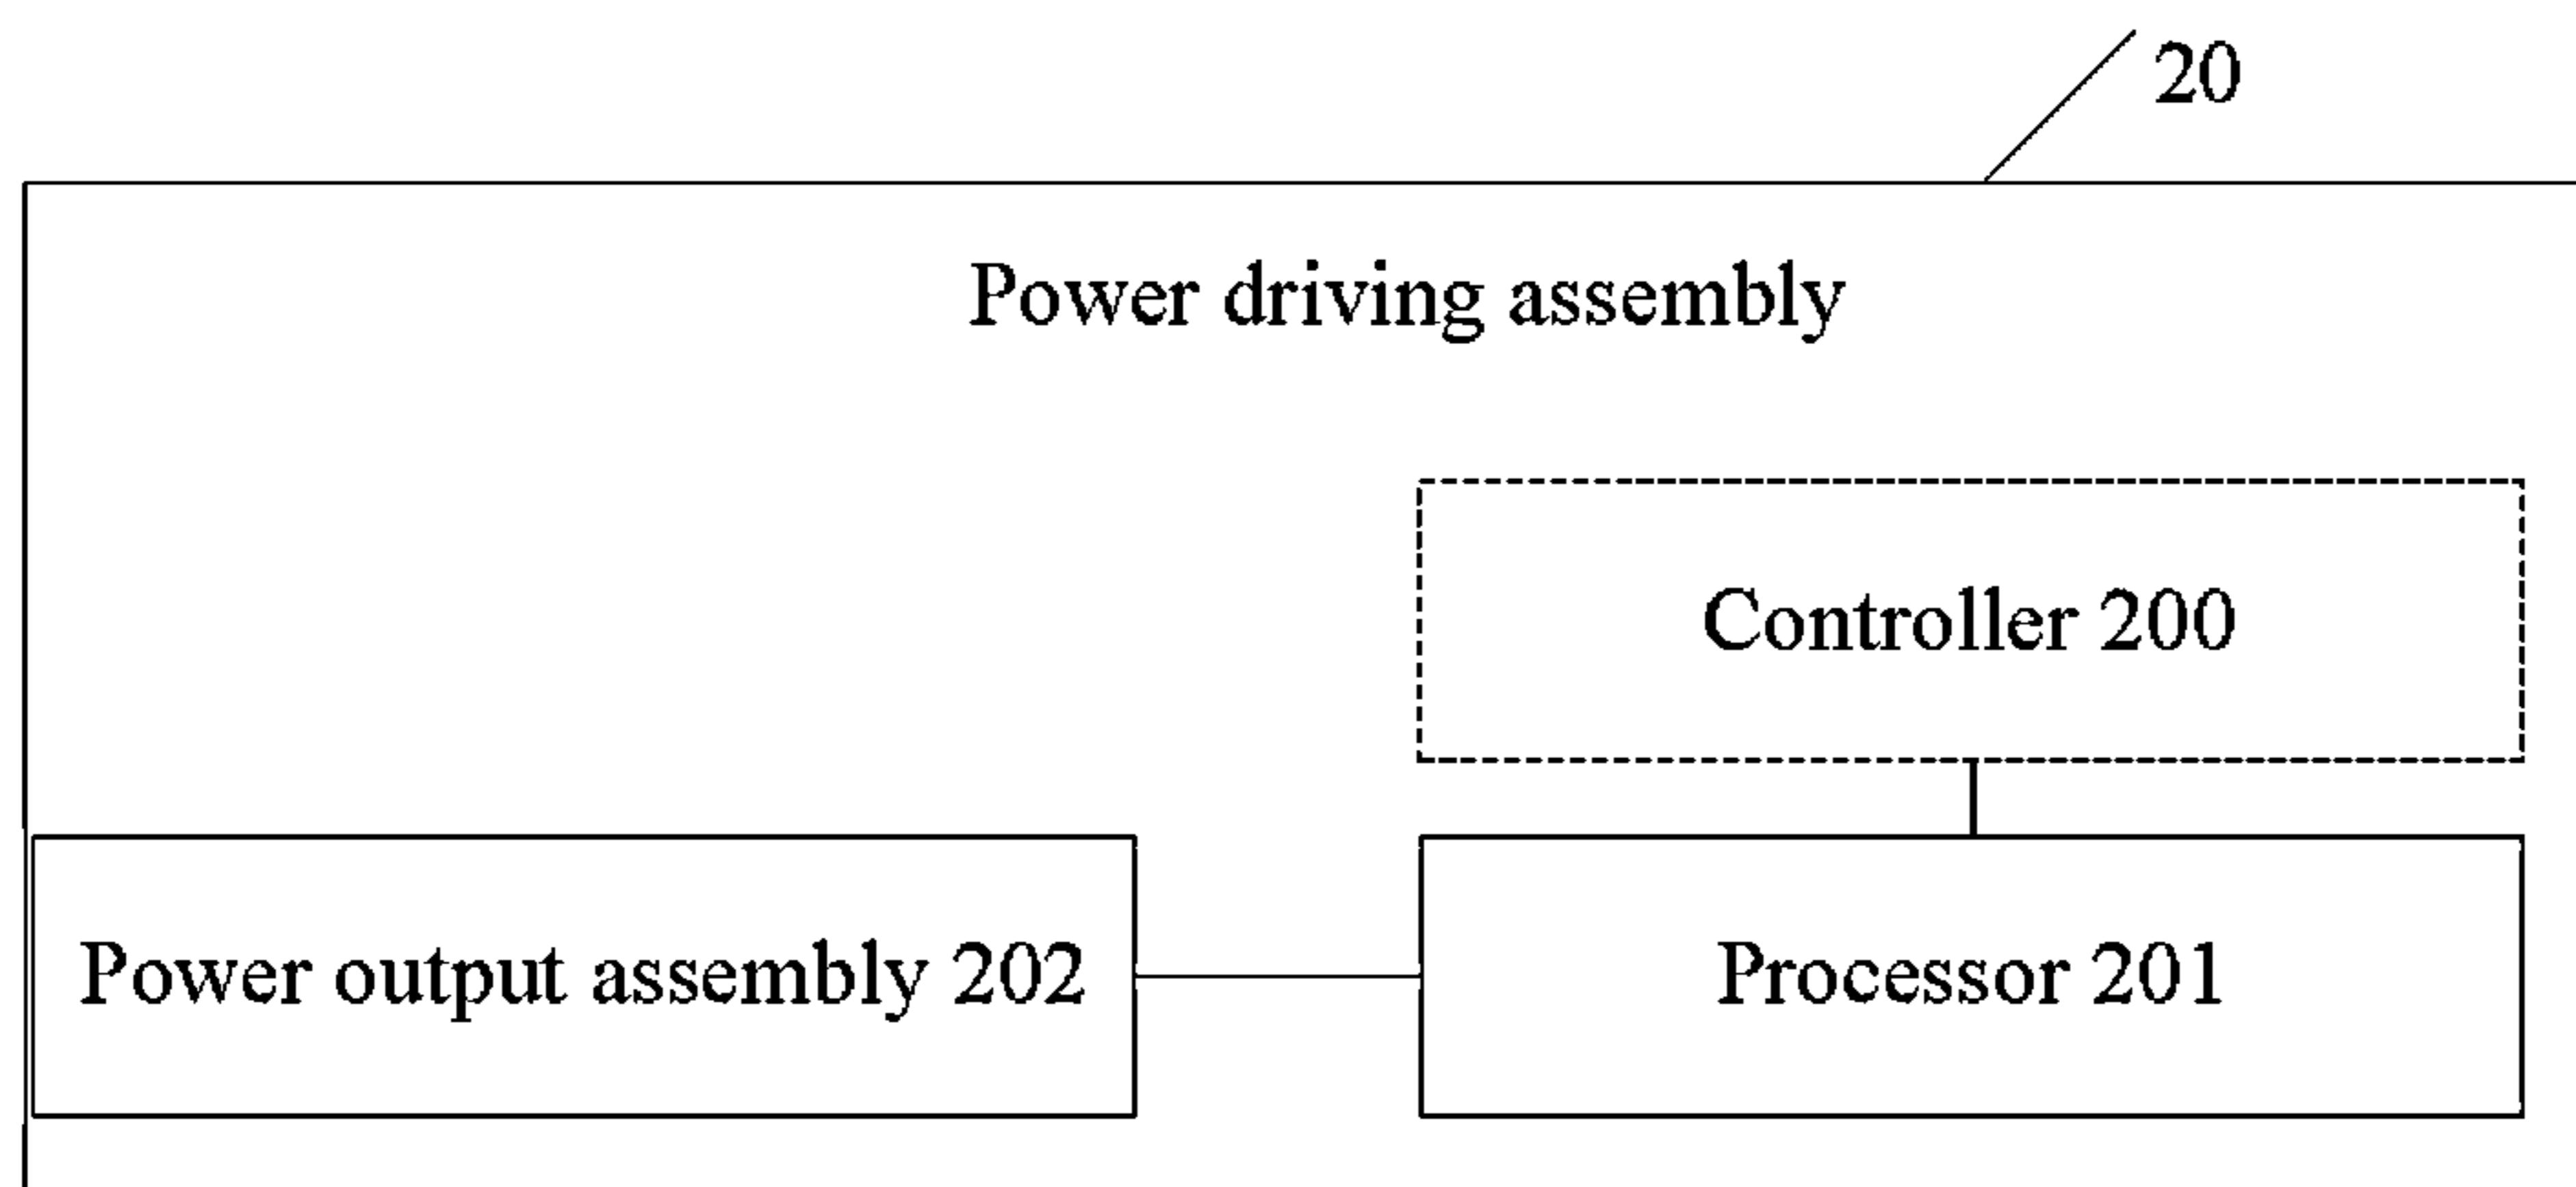 20
Power driving assembly
Controller 200
Power output assembly 202
Processor 201